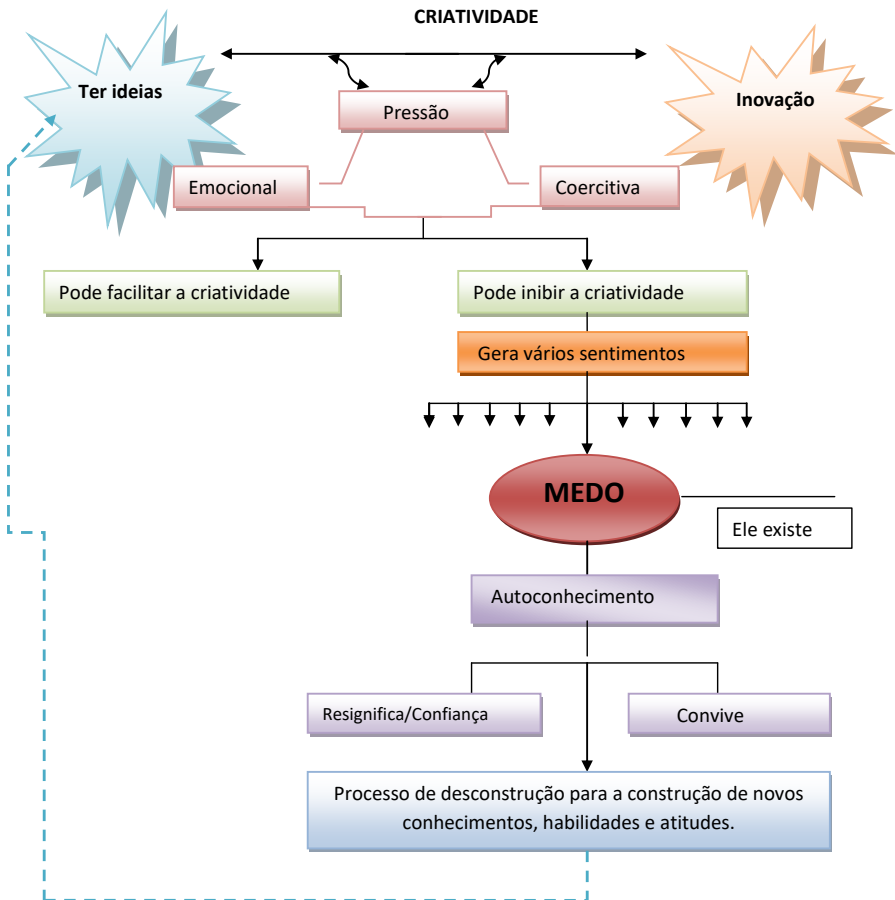 CRIATIVIDADE
Ter ideias
Inovação
Pressão
Emocional
Coercitiva
Pode facilitar a criatividade
Pode inibir a criatividade
Gera vários sentimentos
MEDO
Ele existe
Autoconhecimento
Resignifica/Confiança
Convive
Processo de desconstrução para a construção de novos
conhecimentos, habilidades e atitudes.